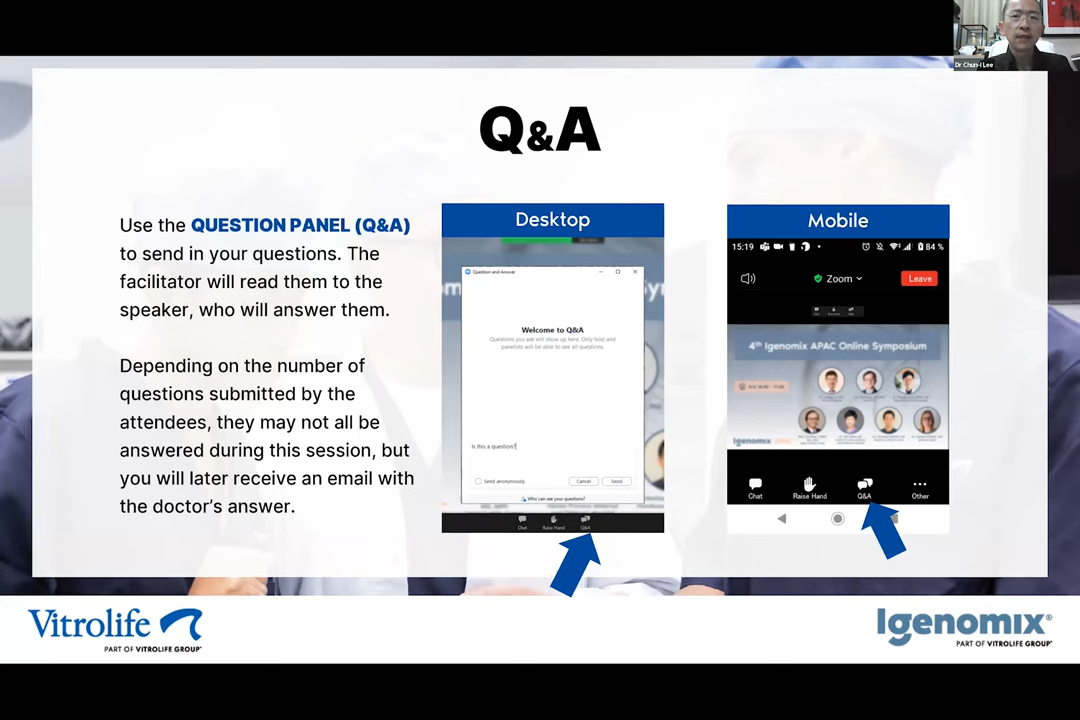 Dr Chun-I Lee
Q&A
Use the QUESTION PANEL (Q&A)
to send in your questions. The
facilitator will read them to the
speaker, who will answer them.
Depending on the number of
questions submitted by the
attendees, they may not all be
answered during this session, but
you will later receive an email with
the doctor's answer.
Desktop
Question and Answer
Welcome to Q&A
Questions you ask will show up here. Only host and
panelists will be able to see all questions.
Is this a question?
Send anonymously
Cancel
Send
Who can see your questions?
Chat
Raise Hand
Q&A
Mobile
15:19
84 %
Zoom
Leave
4th Igenomix APAC Online Symposium
Igenomix APAC
Chat
Raise Hand
Q&A
Other
Vitrolife
PART OF VITROLIFE GROUP
Igenomix®
PART OF VITROLIFE GROUP